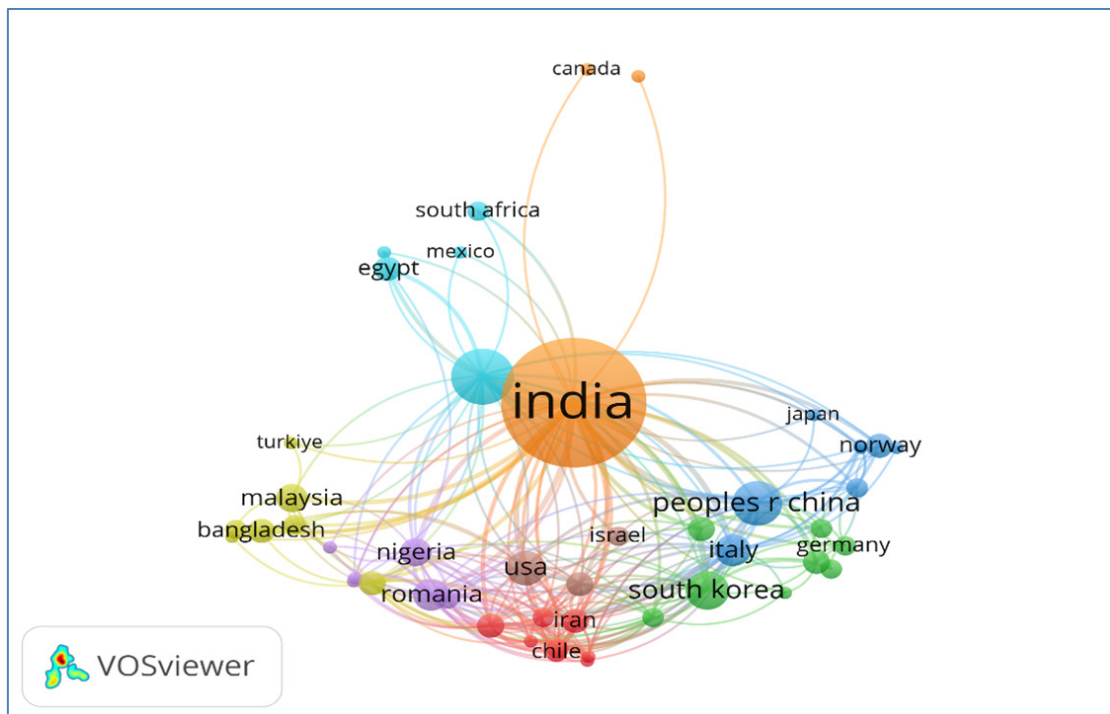 canada
south africa
mexico
egypt
india
japan
turkiye
norway
malaysia
peoples r china
bangladesh
israel
germany
nigeria
italy
usa
south korea
romania
iran
chile
VOSviewer